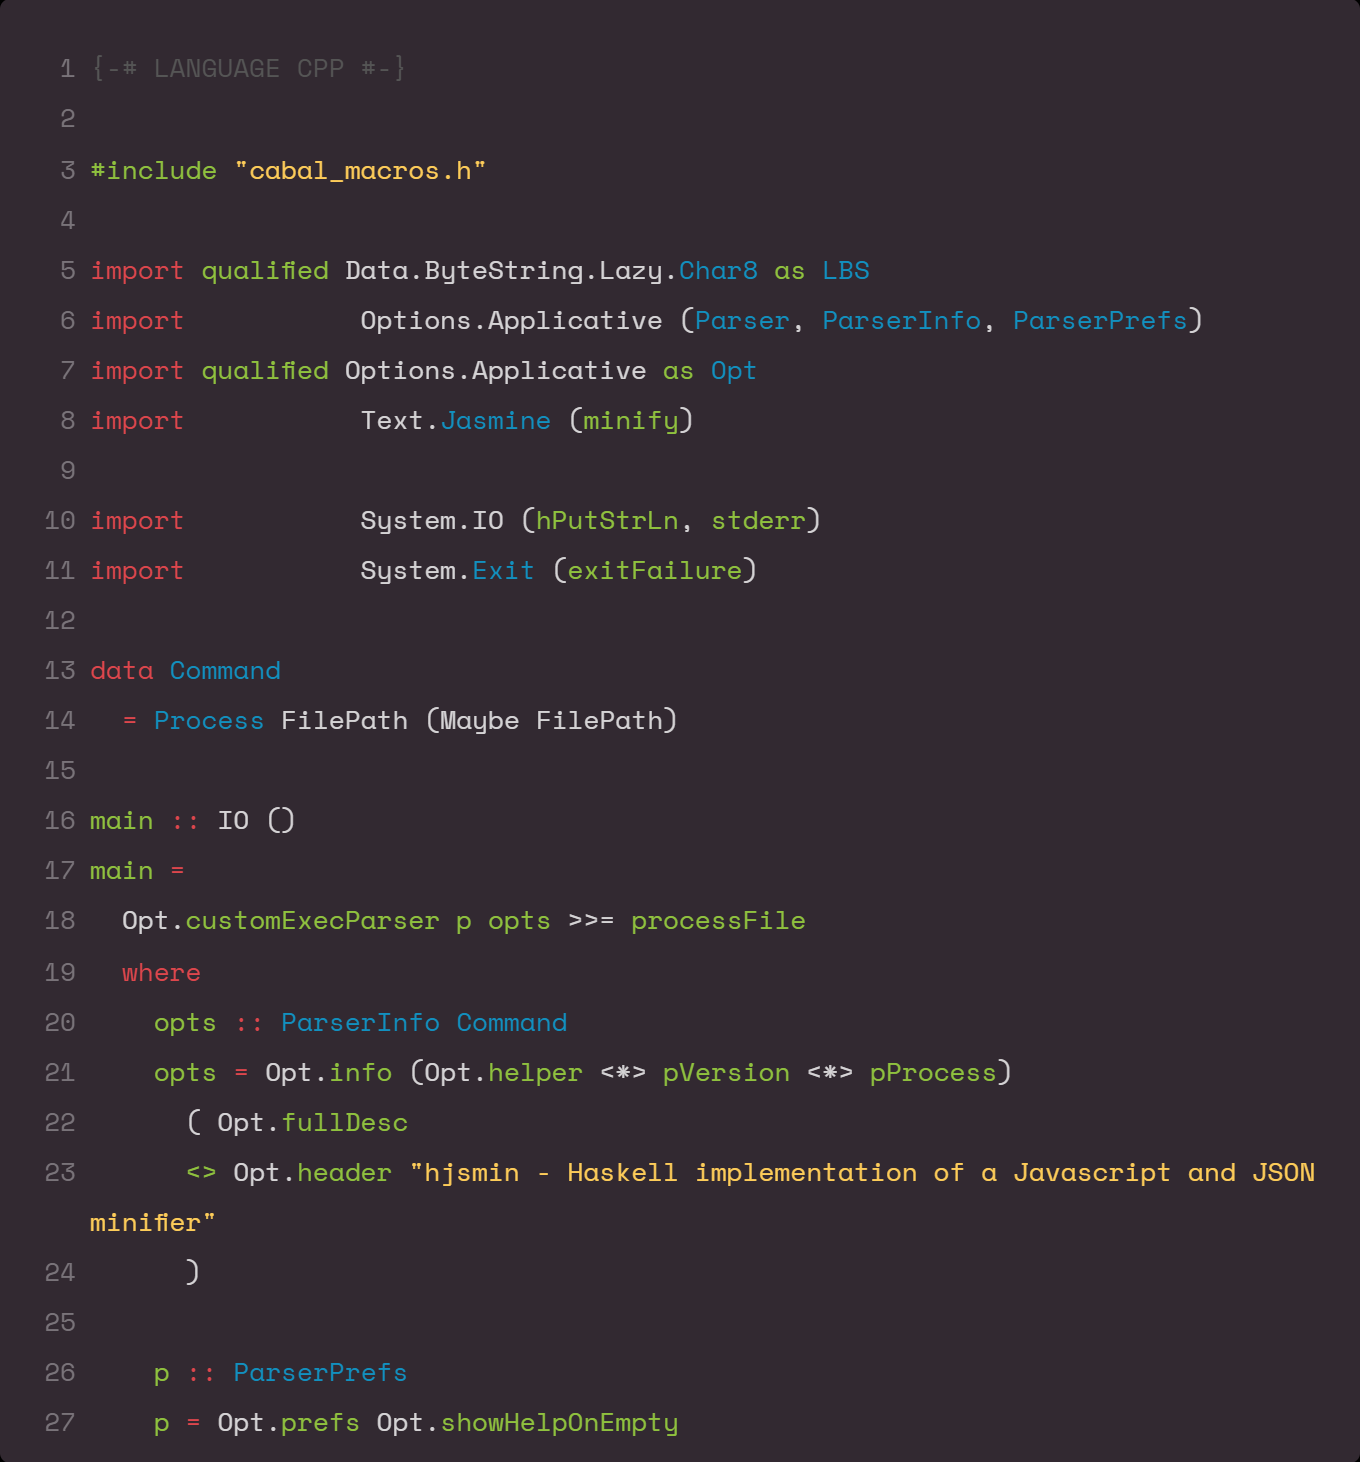 1 {-# LANGUAGE CPP #-}
2
3 #include "cabal_macros.h"
4
5 import qualified Data.ByteString.Lazy.Char8 as LBS
6 import           Options.Applicative (Parser, ParserInfo, ParserPrefs)
7 import qualified Options.Applicative as Opt
8 import           Text.Jasmine (minify)
9
10 import           System.IO (hPutStrLn, stderr)
11 import           System.Exit (exitFailure)
12
13 data Command
14   = Process FilePath (Maybe FilePath)
15
16 main :: IO ()
17 main =
18   Opt.customExecParser p opts >>= processFile
19   where
20     opts :: ParserInfo Command
21     opts = Opt.info (Opt.helper <*> pVersion <*> pProcess)
22       ( Opt.fullDesc
23       <> Opt.header "hjsmin - Haskell implementation of a Javascript and JSON
minifier"
24       )
25
26     p :: ParserPrefs
27     p = Opt.prefs Opt.showHelpOnEmpty